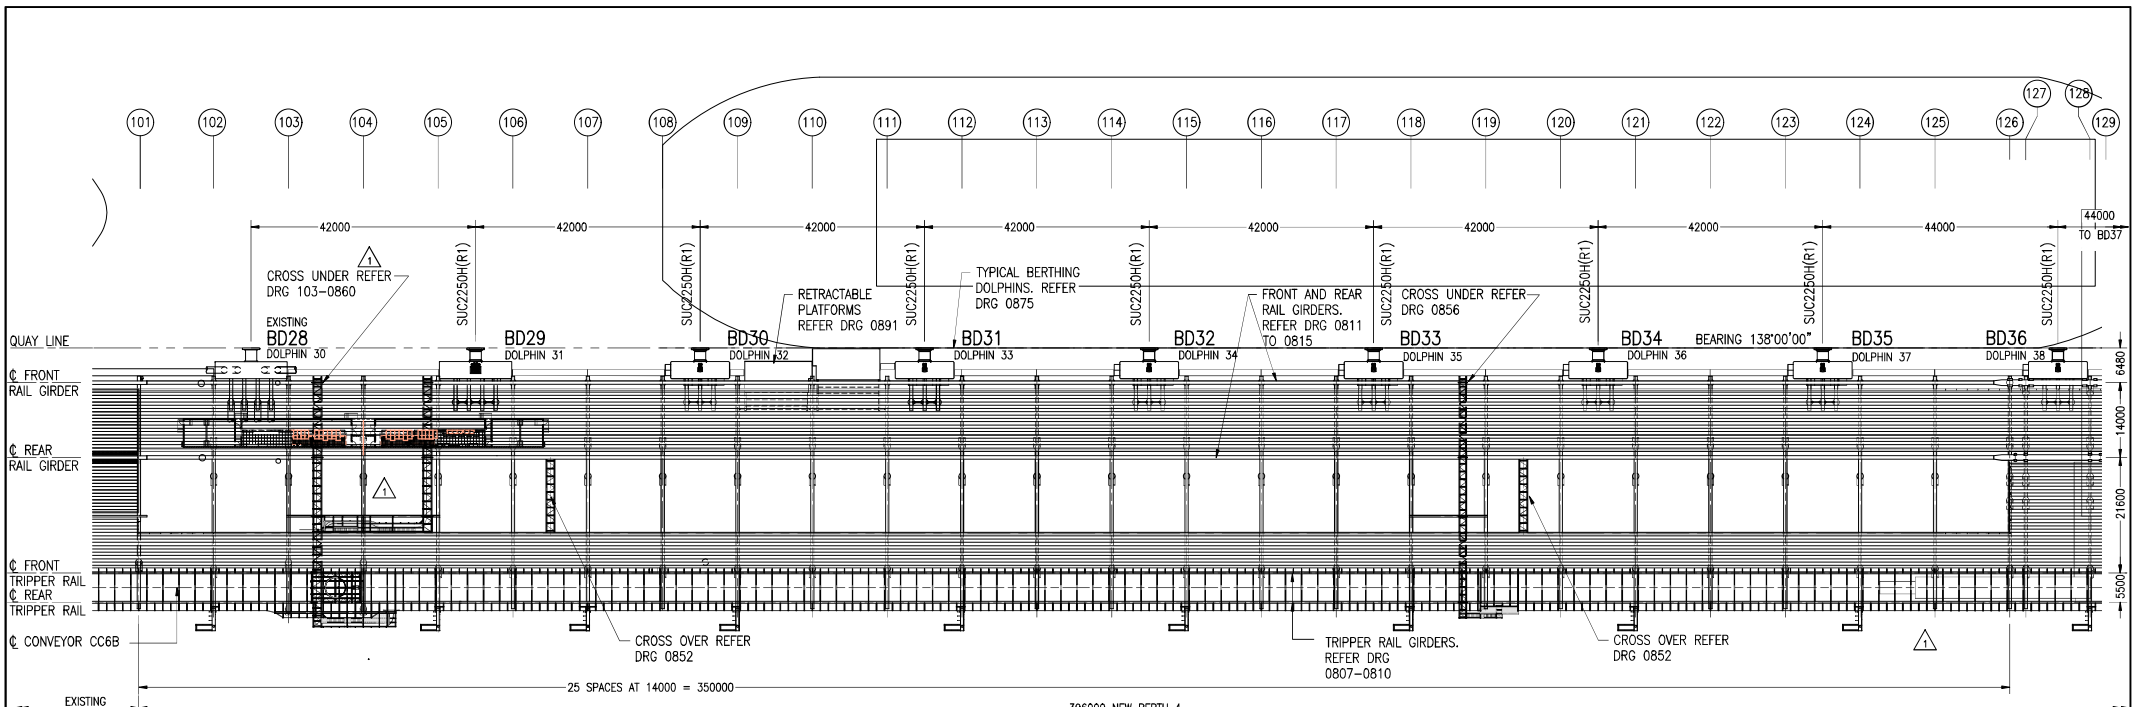 127
128
101
102
103
104
105
106
107
108
109
110
111
112
113
114
115
116
117
118
119
120
121
122
123
124
125
126
129
42000
42000
42000
42000
42000
42000
42000
44000
44000
TO BD37
SUC2250H(R1)
SUC2250H(R1)
SUC2250H(R1)
SUC2250H(R1)
SUC2250H(R1)
SUC2250H(R1)
SUC2250H(R1)
SUC2250H(R1)
1
CROSS UNDER REFER
DRG 103-0860
RETRACTABLE
PLATFORMS
REFER DRG 0891
TYPICAL BERTHING
DOLPHINS. REFER
DRG 0875
FRONT AND REAR
RAIL GIRDERS.
REFER DRG 0811
TO 0815
CROSS UNDER REFER
DRG 0856
QUAY LINE
EXISTING
BD28
DOLPHIN 30
BD29
DOLPHIN 31
BD30
DOLPHIN 32
BD31
DOLPHIN 33
BD32
DOLPHIN 34
BD33
DOLPHIN 35
BD34
DOLPHIN 36
BEARING 138°00'00"
BD35
DOLPHIN 37
BD36
DOLPHIN 38
6480
℄ FRONT
RAIL GIRDER
14000
℄ REAR
RAIL GIRDER
1
21600
℄ FRONT
TRIPPER RAIL
℄ REAR
TRIPPER RAIL
5500
℄ CONVEYOR CC6B
CROSS OVER REFER
DRG 0852
TRIPPER RAIL GIRDERS.
REFER DRG
0807-0810
CROSS OVER REFER
DRG 0852
1
25 SPACES AT 14000 = 350000
EXISTING